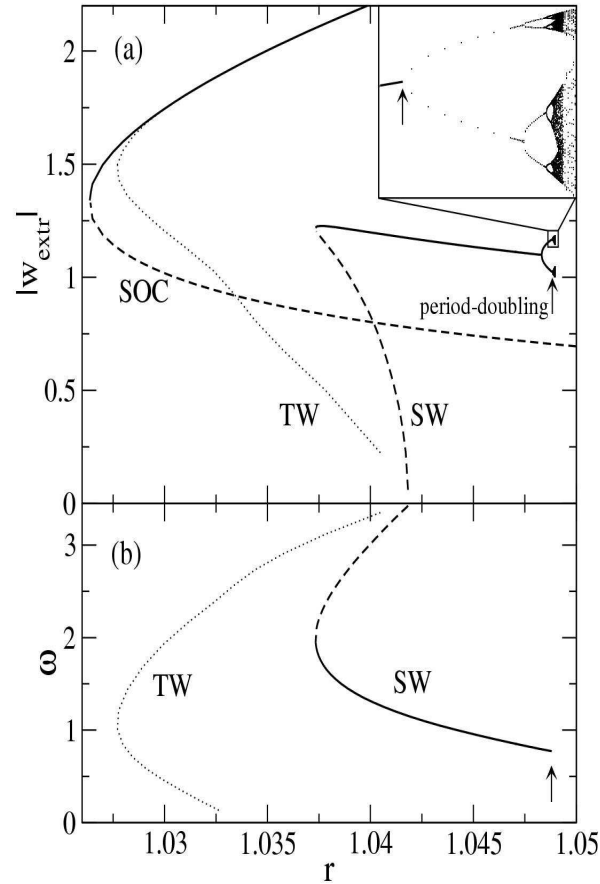 (a)
|w_extr|
2
1.5
1
0.5
0
SOC
TW
SW
period-doubling
(b)
ω
3
2
1
0
TW
SW
1.03 1.035 1.04 1.045 1.05
r